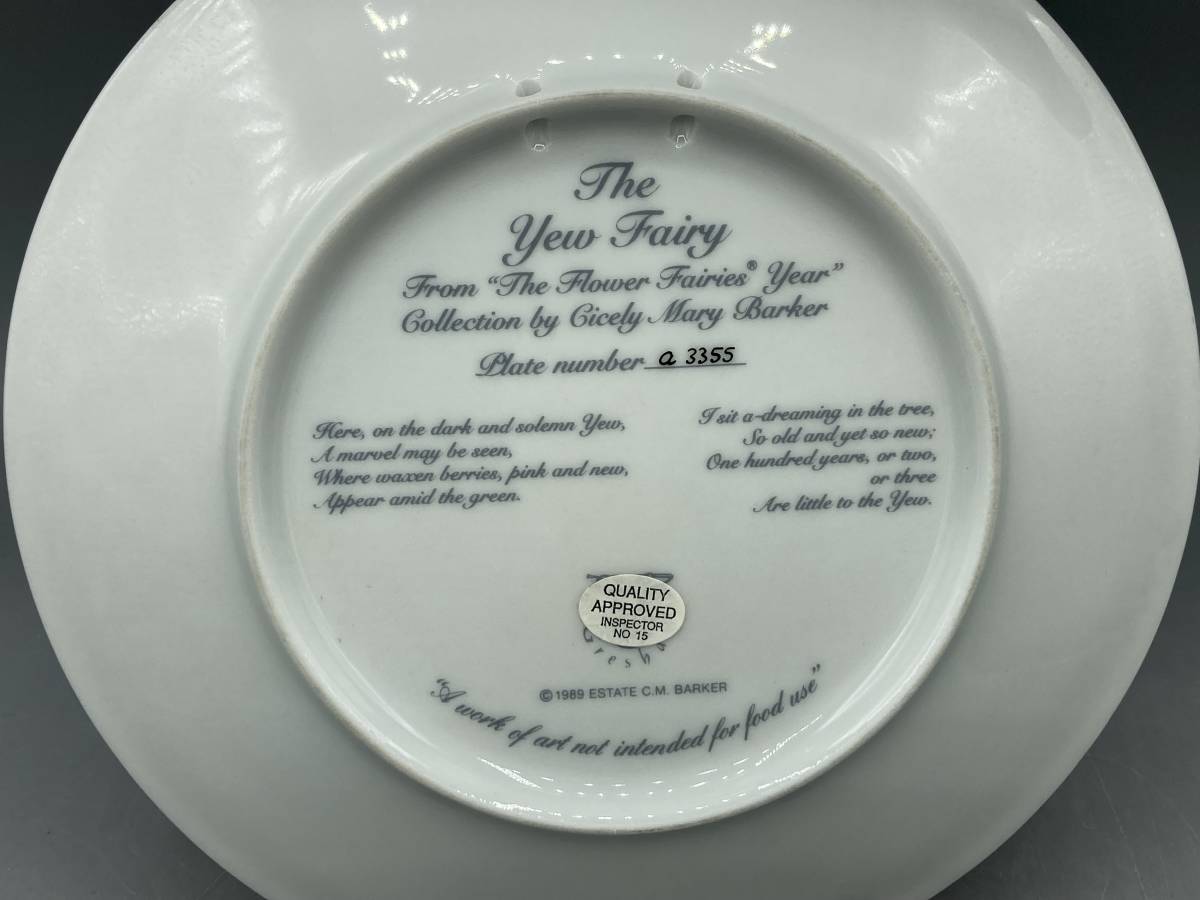 The
Yew Fairy
From “The Flower Fairies® Year”
Collection by Cicely Mary Barker
Plate number a 3355
Here, on the dark and solemn Yew,
A marvel may be seen,
Where waxen berries, pink and new,
Appear amid the green.
I sit a-dreaming in the tree,
So old and yet so new;
One hundred years, or two,
or three
Are little to the Yew.
QUALITY
APPROVED
INSPECTOR
NO 15
© 1989 ESTATE C.M. BARKER
“A work of art not intended for food use”